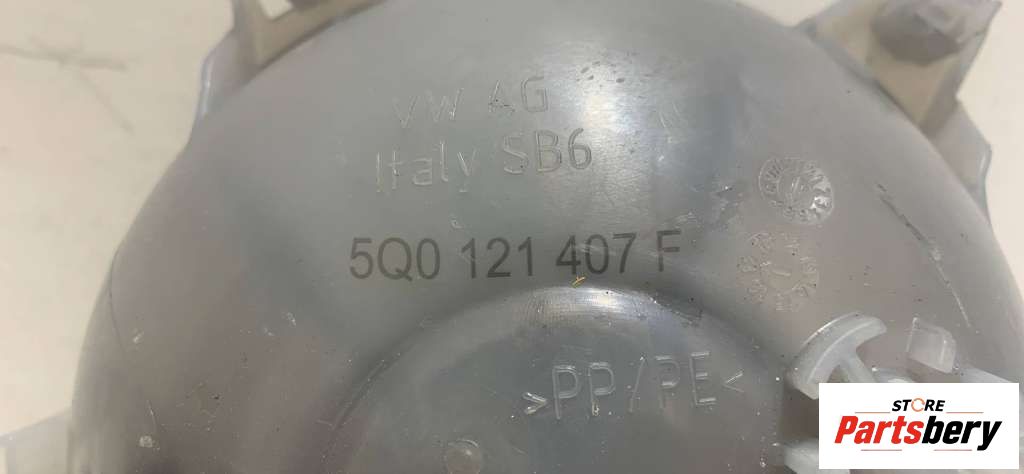 VW AG
Italy SB6
5Q0 121 407 F
>PP/PE<
STORE
Partsbery